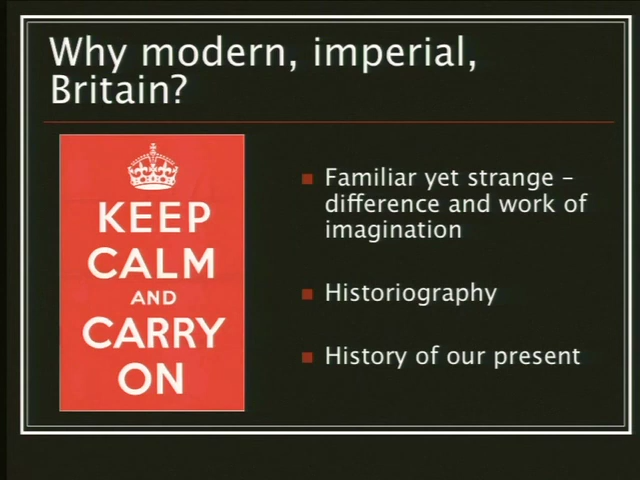 Why modern, imperial,
Britain?
KEEP
CALM
AND
CARRY
ON
Familiar yet strange –
difference and work of
imagination
Historiography
History of our present